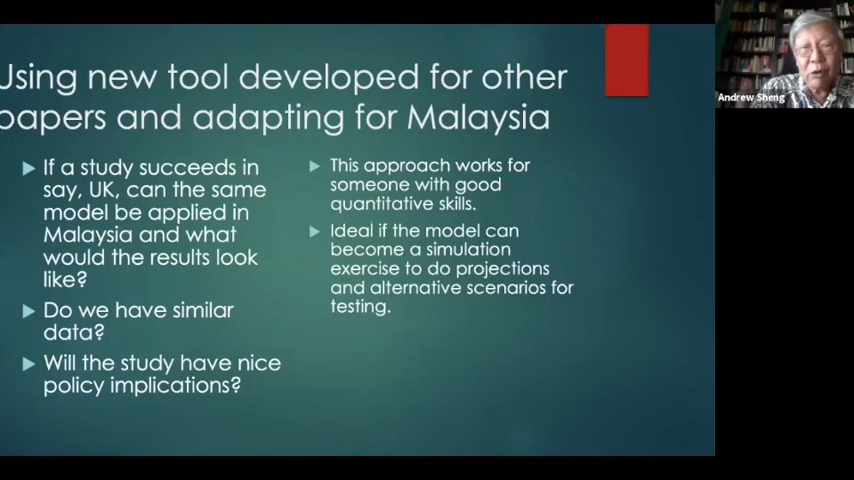 Using new tool developed for other
papers and adapting for Malaysia
If a study succeeds in
say, UK, can the same
model be applied in
Malaysia and what
would the results look
like?
Do we have similar
data?
Will the study have nice
policy implications?
This approach works for
someone with good
quantitative skills.
Ideal if the model can
become a simulation
exercise to do projections
and alternative scenarios for
testing.
Andrew Sheng